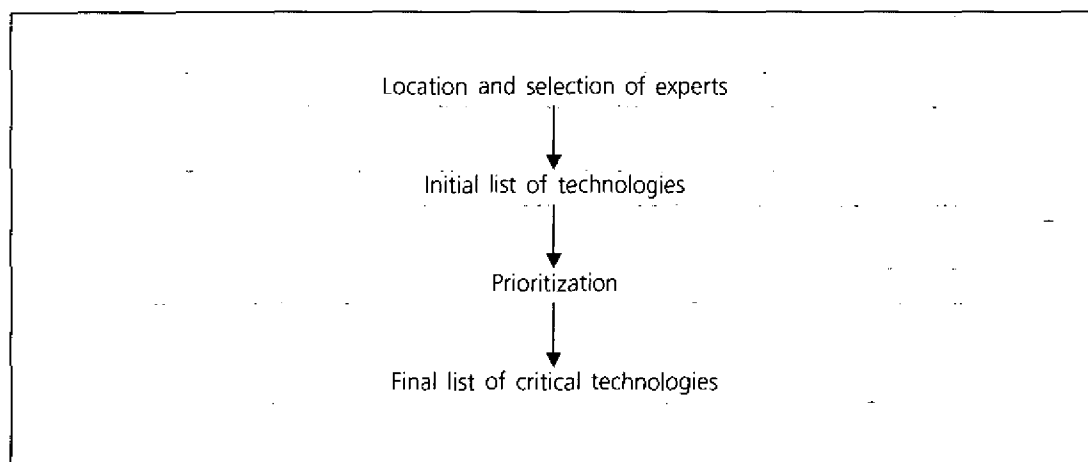 Location and selection of experts
Initial list of technologies
Prioritization
Final list of critical technologies